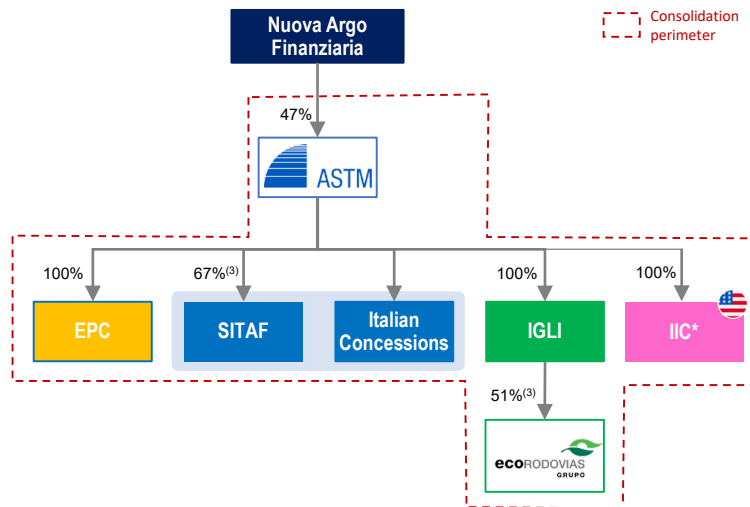 Nuova Argo
Finanziaria
Consolidation
perimeter
47%
ASTM
100%
67%(3)
100%
100%
EPC
SITAF
Italian
Concessions
IGLI
IIC*
51%(3)
ecoRODOVIAS
GRUPO